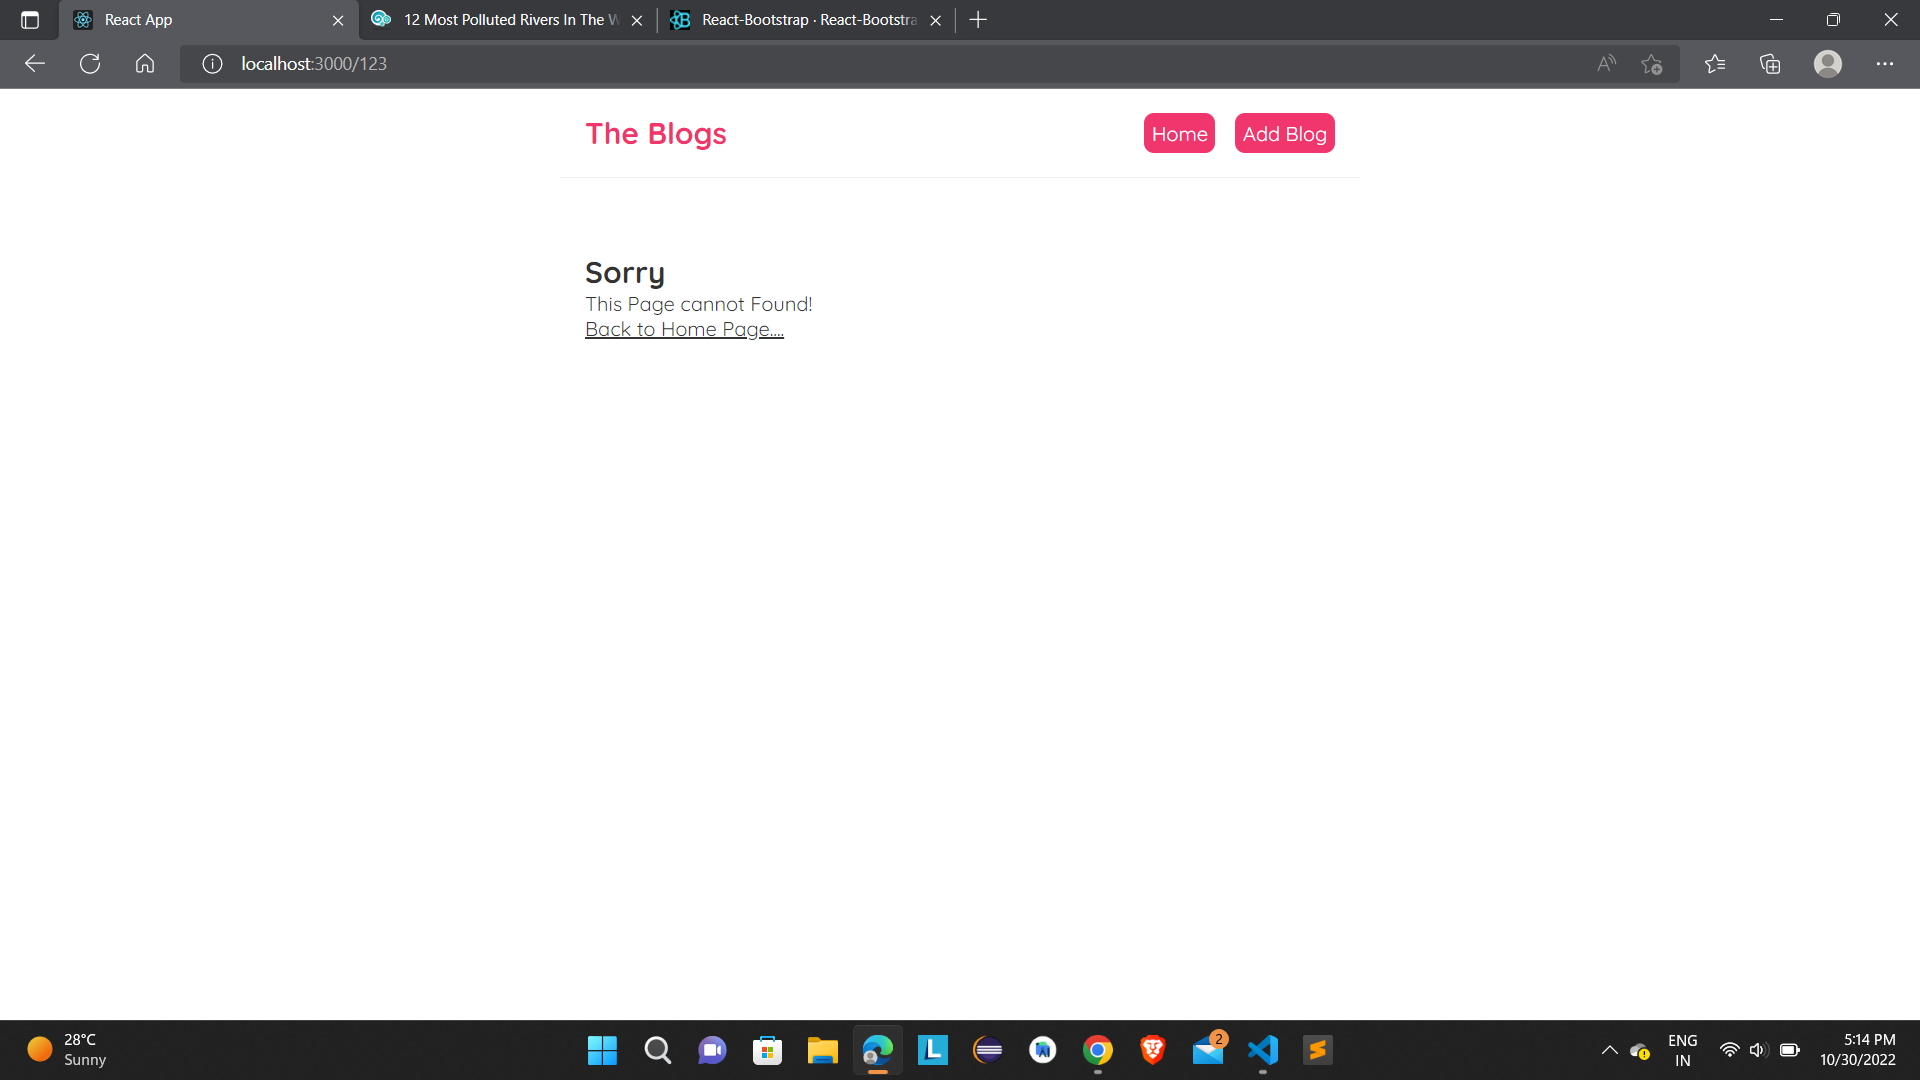 React App
12 Most Polluted Rivers In The W
React-Bootstrap · React-Bootstra
localhost:3000/123
The Blogs
Home
Add Blog
Sorry
This Page cannot Found!
Back to Home Page....
28°C
Sunny
2
ENG
IN
5:14 PM
10/30/2022